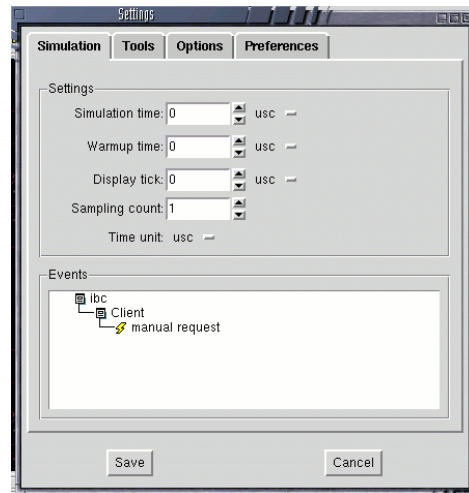 Settings
Simulation Tools Options Preferences
Settings
Simulation time: 0 usc
Warmup time: 0 usc
Display tick: 0 usc
Sampling count: 1
Time unit: usc
Events
ibc
Client
manual request
Save Cancel